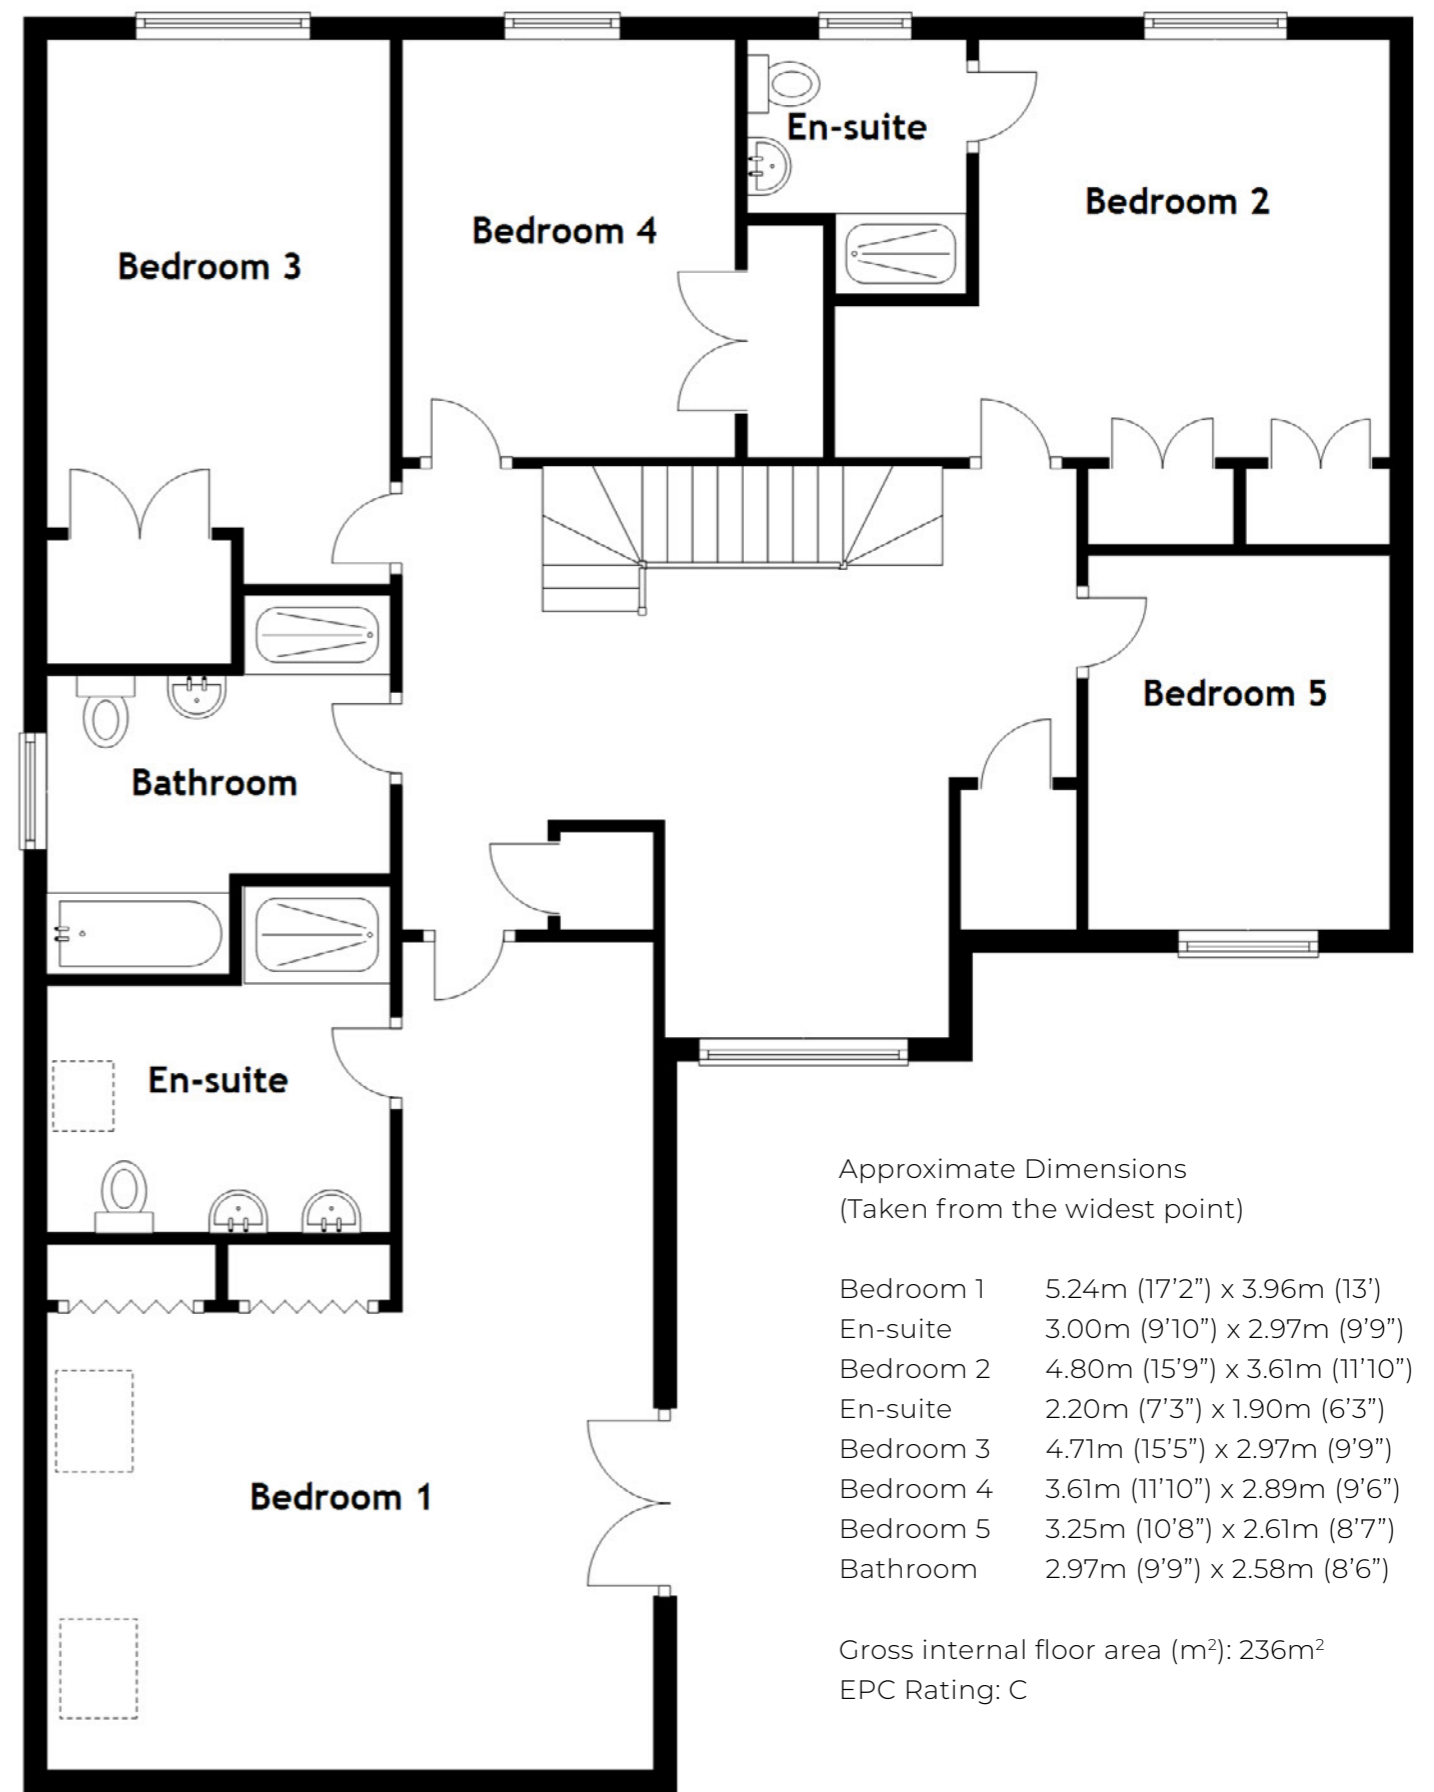 En-suite
Bedroom 2
Bedroom 4
Bedroom 3
Bedroom 5
Bathroom
En-suite
Bedroom 1
Approximate Dimensions
(Taken from the widest point)
Bedroom 1 5.24m (17’2”) x 3.96m (13’)
En-suite 3.00m (9’10”) x 2.97m (9’9”)
Bedroom 2 4.80m (15’9”) x 3.61m (11’10”)
En-suite 2.20m (7’3”) x 1.90m (6’3”)
Bedroom 3 4.71m (15’5”) x 2.97m (9’9”)
Bedroom 4 3.61m (11’10”) x 2.89m (9’6”)
Bedroom 5 3.25m (10’8”) x 2.61m (8’7”)
Bathroom 2.97m (9’9”) x 2.58m (8’6”)
Gross internal floor area (m²): 236m²
EPC Rating: C